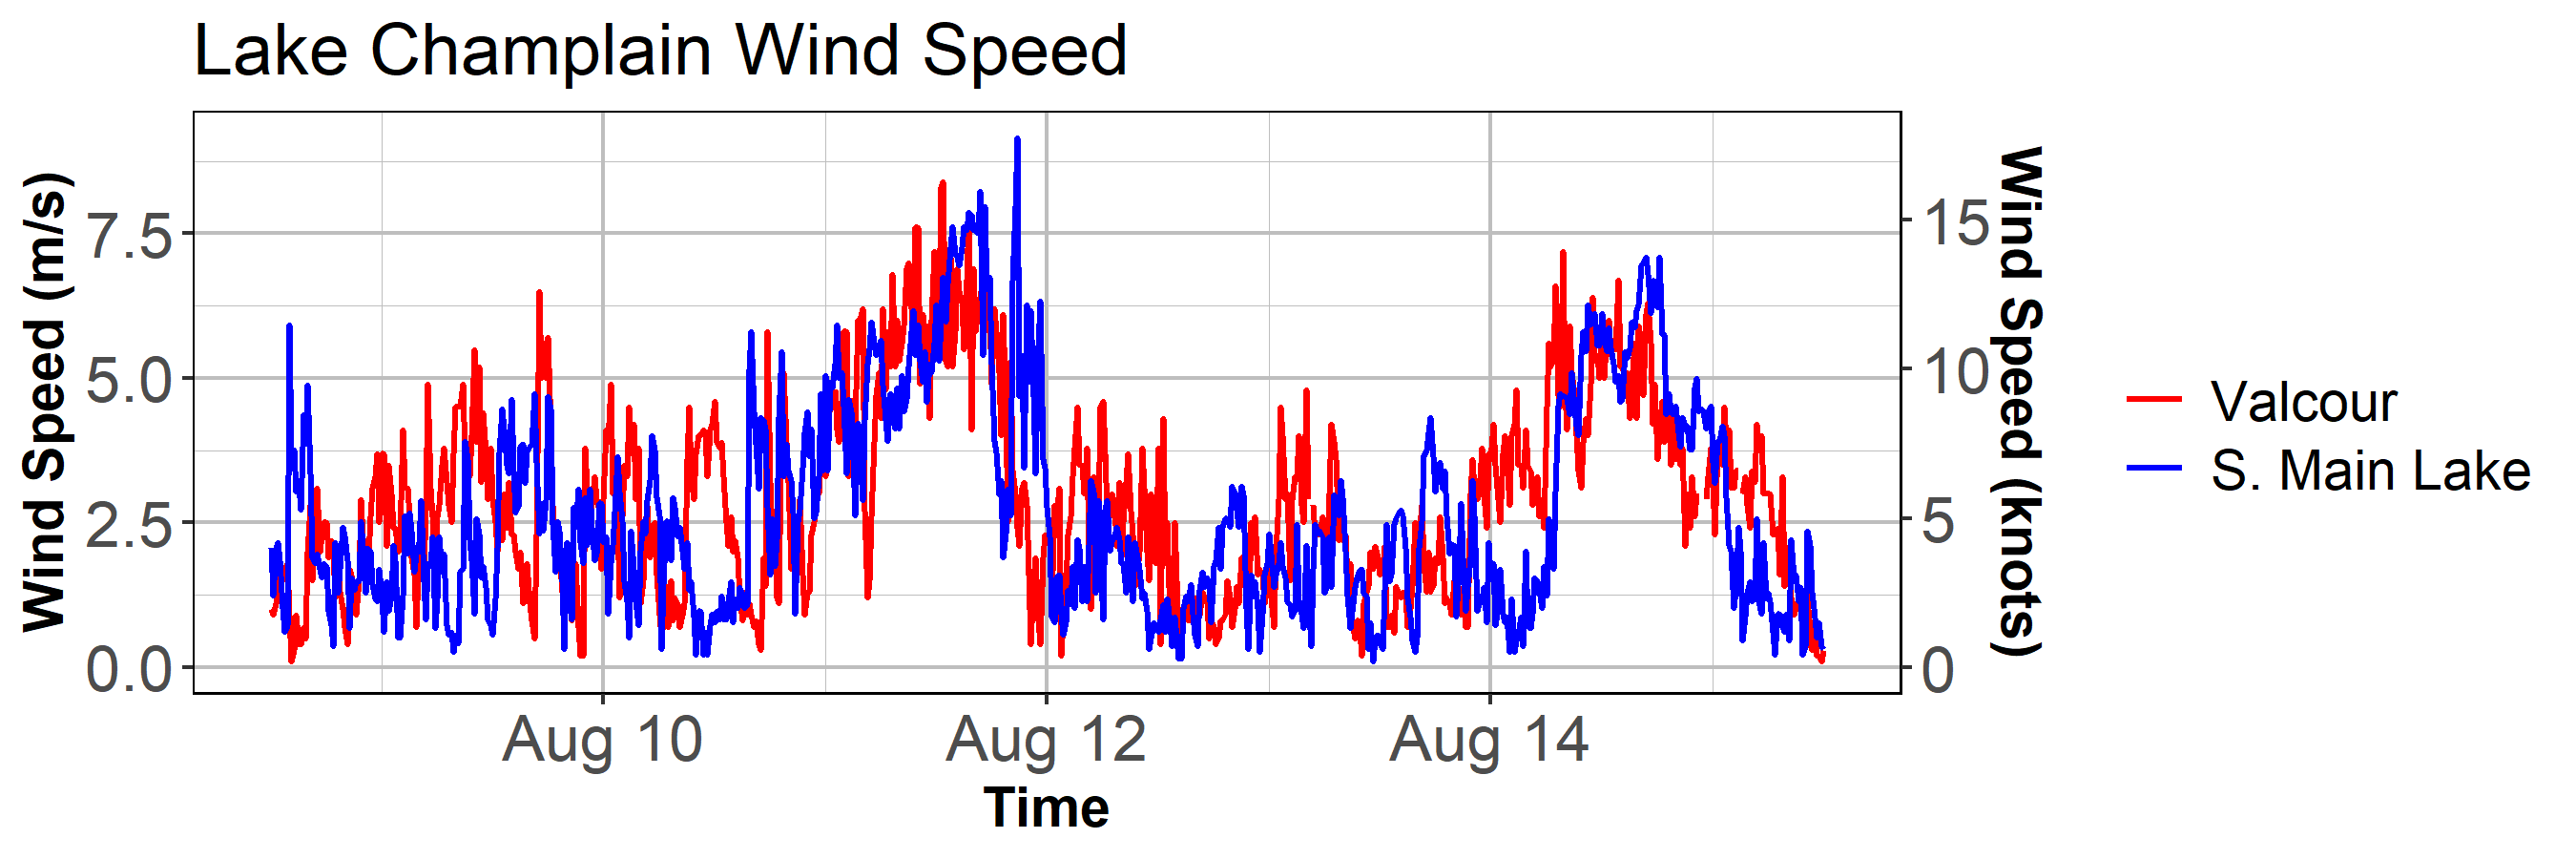 Lake Champlain Wind Speed
Wind Speed (m/s)
7.5
5.0
2.5
0.0
15
10
5
0
Wind Speed (knots)
Valcour
S. Main Lake
Aug 10
Aug 12
Aug 14
Time